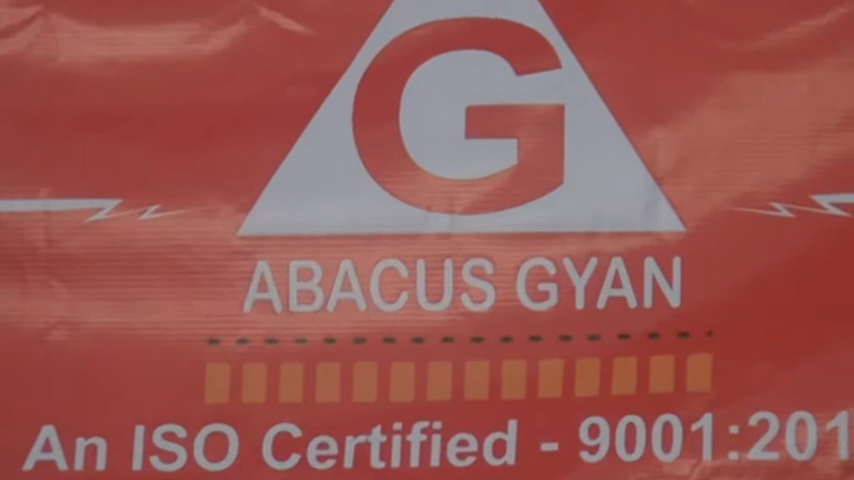 G
ABACUS GYAN
An ISO Certified - 9001:201